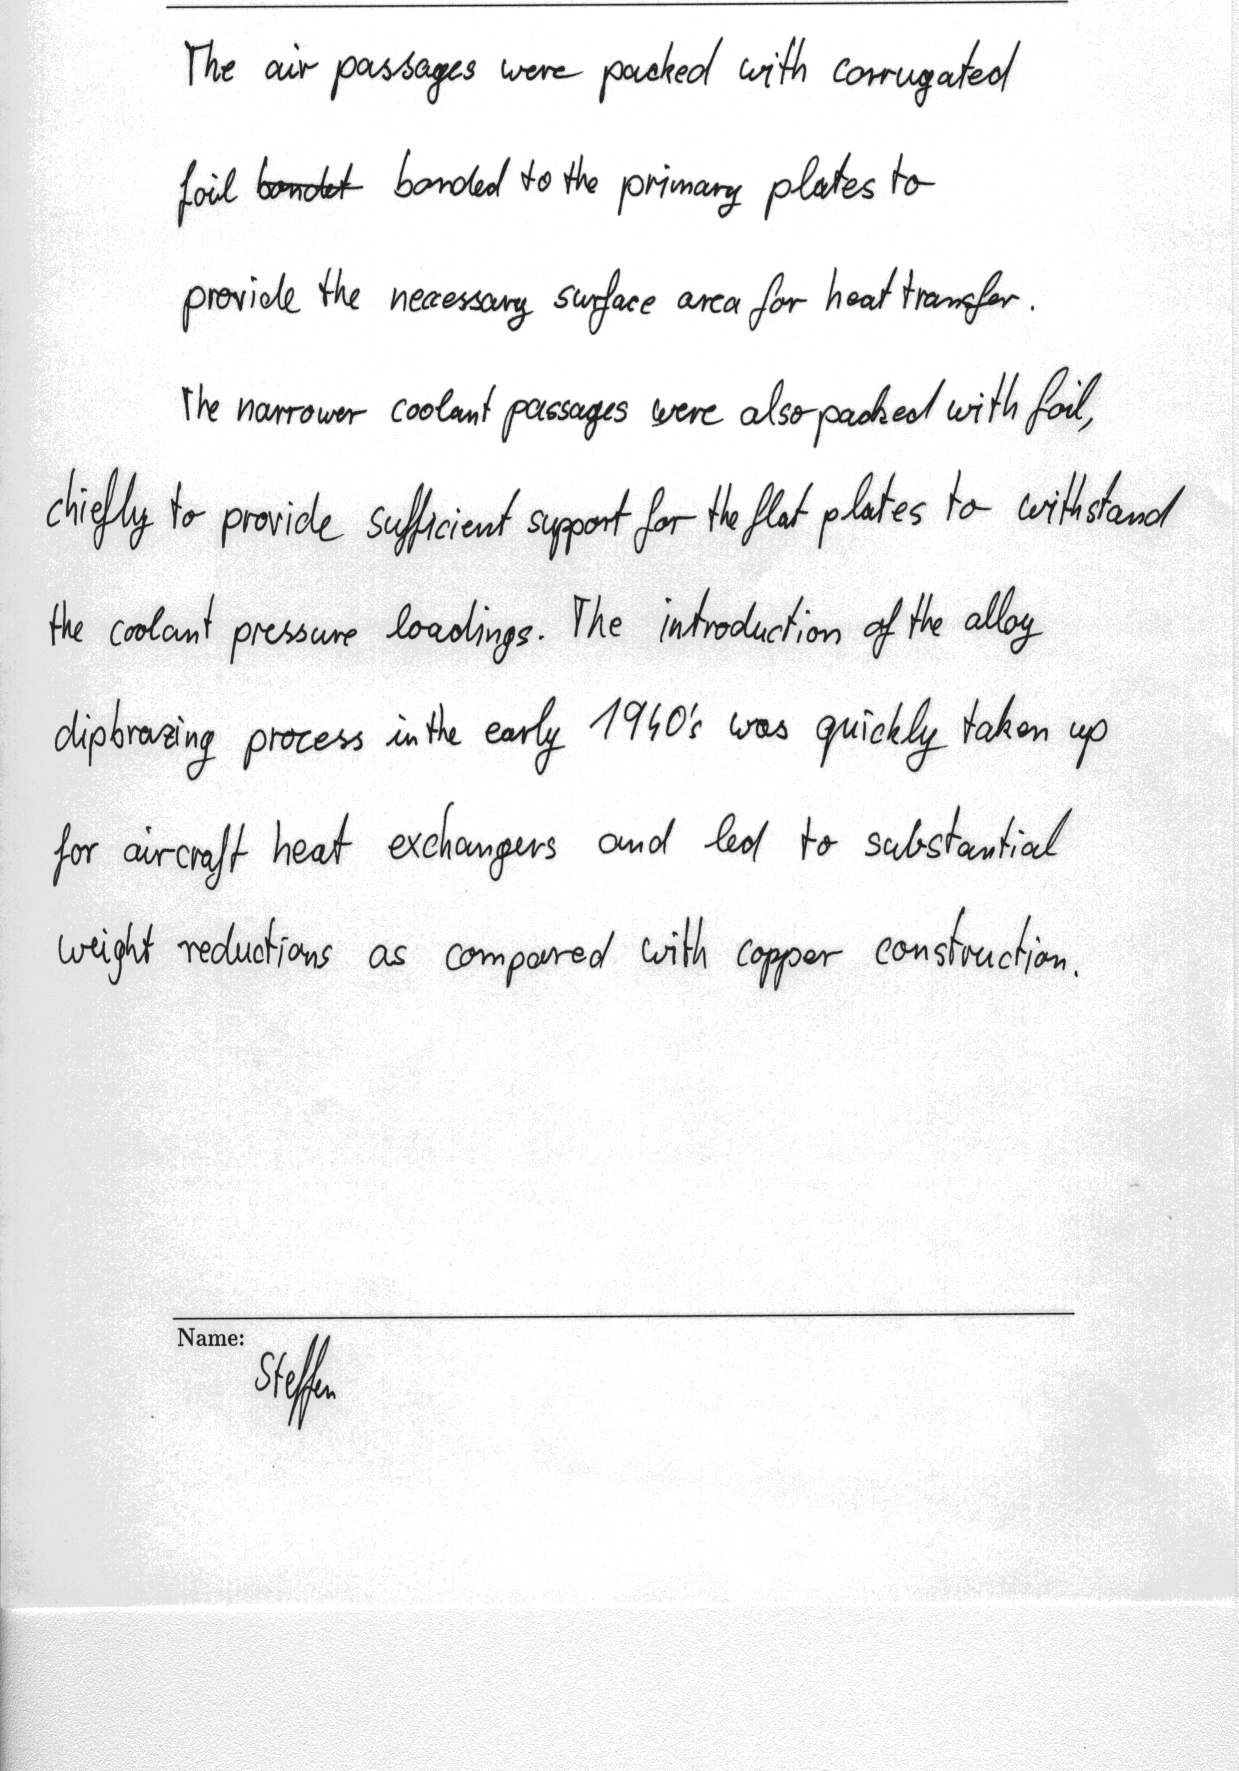 The air passages were packed with corrugated
foil bondet bonded to the primary plates to
provide the necessary surface area for heat transfer.
The narrower coolant passages were also packed with foil,
chiefly to provide sufficient support for the flat plates to withstand
the coolant pressure loadings. The introduction of the alloy
dipbrazing process in the early 1940's was quickly taken up
for aircraft heat exchangers and led to substantial
weight reductions as compared with copper construction.
Name:
Steffen